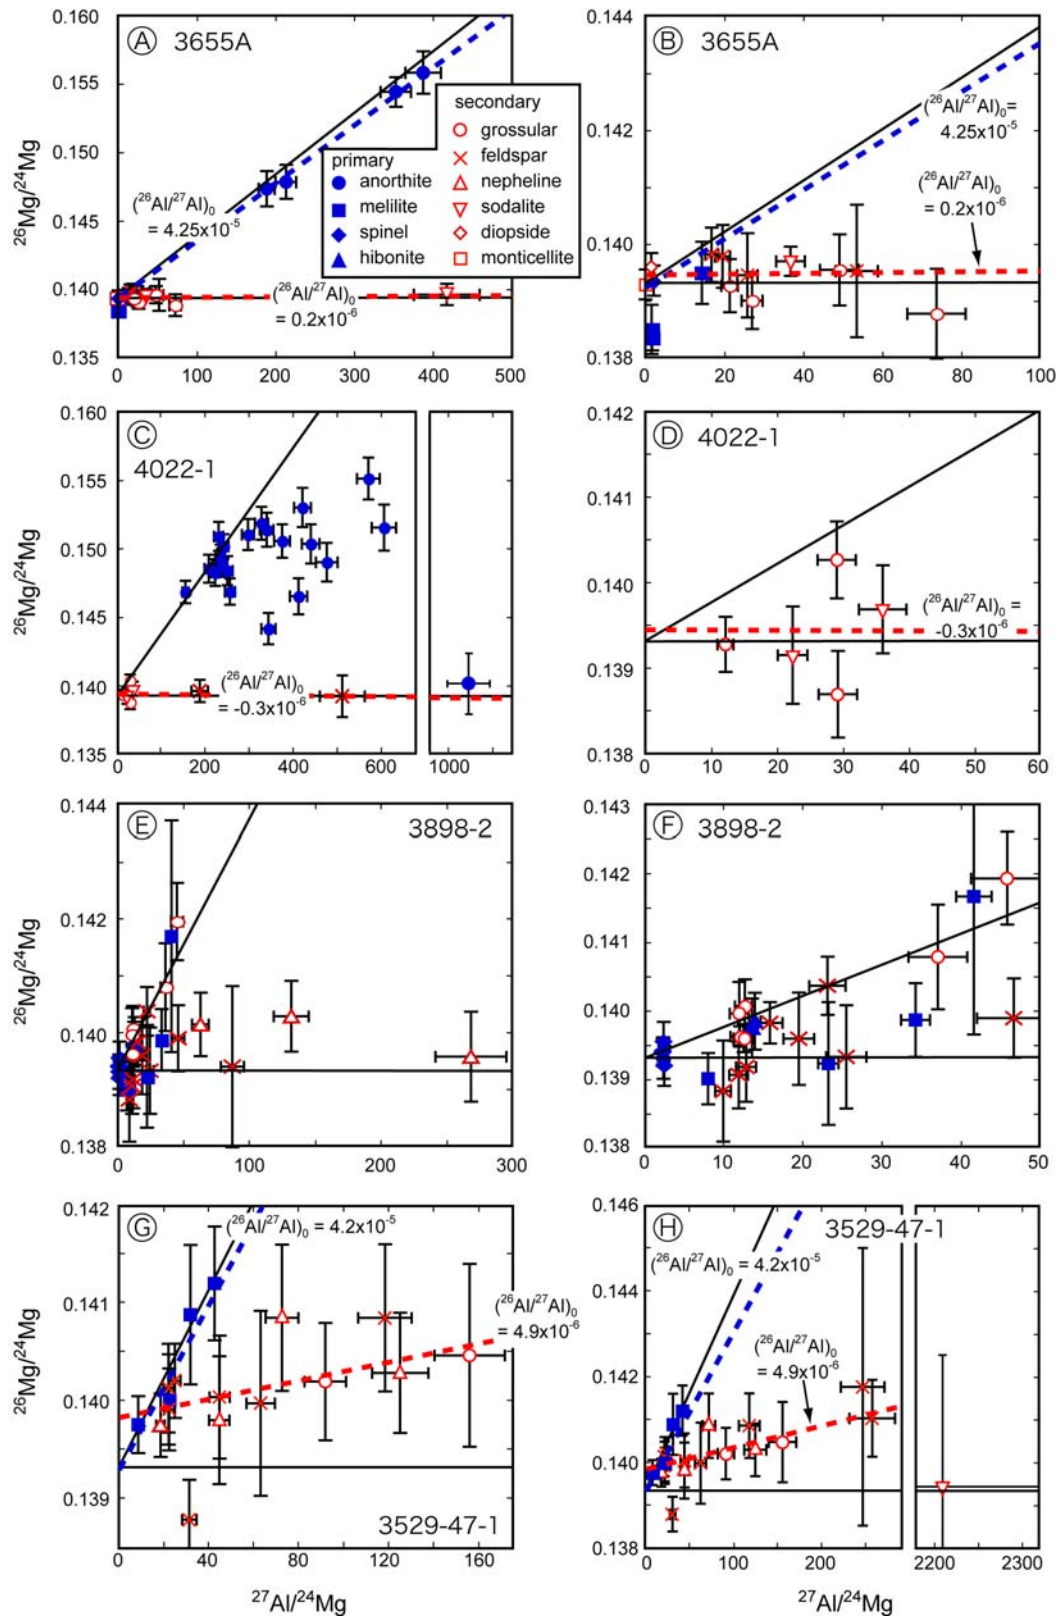 Ⓐ 3655A
0.160
0.155
0.150
0.145
0.140
0.135
²⁶Mg/²⁴Mg
(²⁶Al/²⁷Al)₀
= 4.25x10⁻⁵
(²⁶Al/²⁷Al)₀
= 0.2x10⁻⁶
primary
anorthite
melilite
spinel
hibonite
secondary
grossular
feldspar
nepheline
sodalite
diopside
monticellite
0 100 200 300 400 500
Ⓑ 3655A
0.144
0.142
0.140
0.138
(²⁶Al/²⁷Al)₀=
4.25x10⁻⁵
(²⁶Al/²⁷Al)₀
= 0.2x10⁻⁶
0 20 40 60 80 100
Ⓒ
4022-1
0.160
0.155
0.150
0.145
0.140
0.135
²⁶Mg/²⁴Mg
(²⁶Al/²⁷Al)₀
= -0.3x10⁻⁶
0 200 400 600 1000
Ⓓ 4022-1
0.142
0.141
0.140
0.139
0.138
(²⁶Al/²⁷Al)₀ =
-0.3x10⁻⁶
0 10 20 30 40 50 60
Ⓔ 3898-2
0.144
0.142
0.140
0.138
²⁶Mg/²⁴Mg
0 50 100 200 300
Ⓕ 3898-2
0.143
0.142
0.141
0.140
0.139
0.138
0 10 20 30 40 50
Ⓖ
0.142
0.141
0.140
0.139
²⁶Mg/²⁴Mg
(²⁶Al/²⁷Al)₀ = 4.2x10⁻⁵
(²⁶Al/²⁷Al)₀
= 4.9x10⁻⁶
3529-47-1
0 40 80 120 160
²⁷Al/²⁴Mg
Ⓗ 3529-47-1
0.146
0.144
0.142
0.140
0.138
(²⁶Al/²⁷Al)₀ = 4.2x10⁻⁵
(²⁶Al/²⁷Al)₀
= 4.9x10⁻⁶
0 100 200 2200 2300
²⁷Al/²⁴Mg